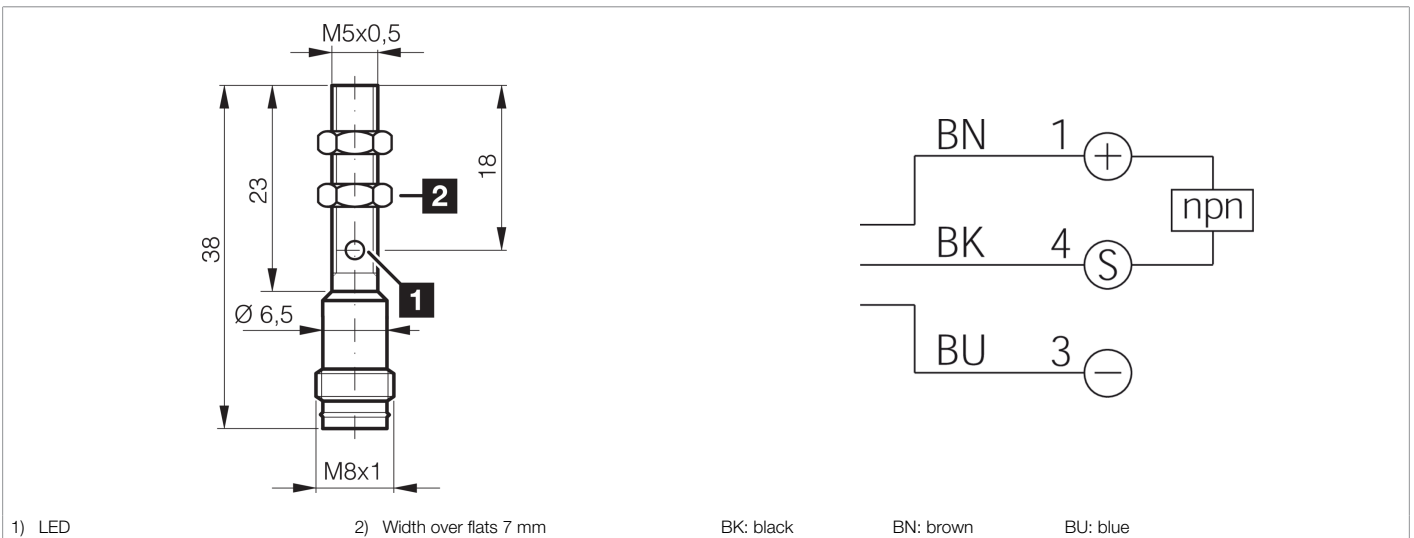 M5x0,5
38
23
18
2
1
Ø 6,5
M8x1
BN 1 +
npn
BK 4 S
BU 3 −
1) LED 2) Width over flats 7 mm BK: black BN: brown BU: blue